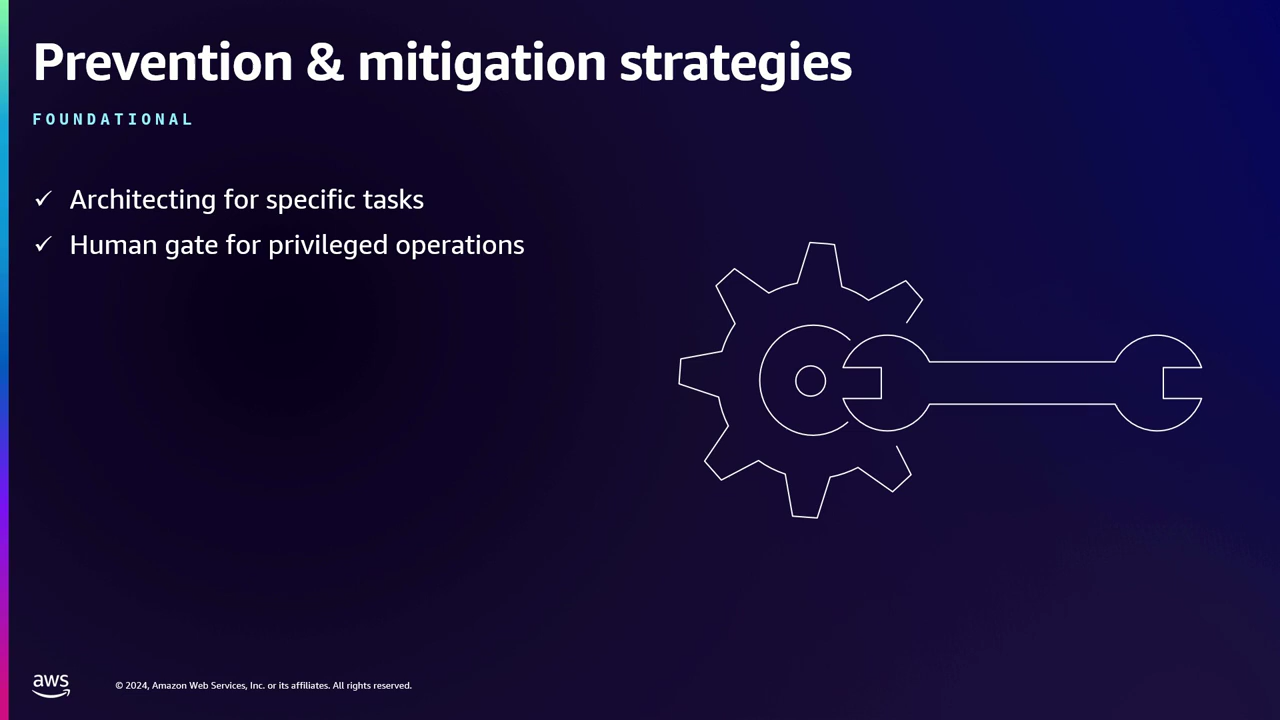 Prevention & mitigation strategies
FOUNDATIONAL
✓ Architecting for specific tasks
✓ Human gate for privileged operations
aws
© 2024, Amazon Web Services, Inc. or its affiliates. All rights reserved.